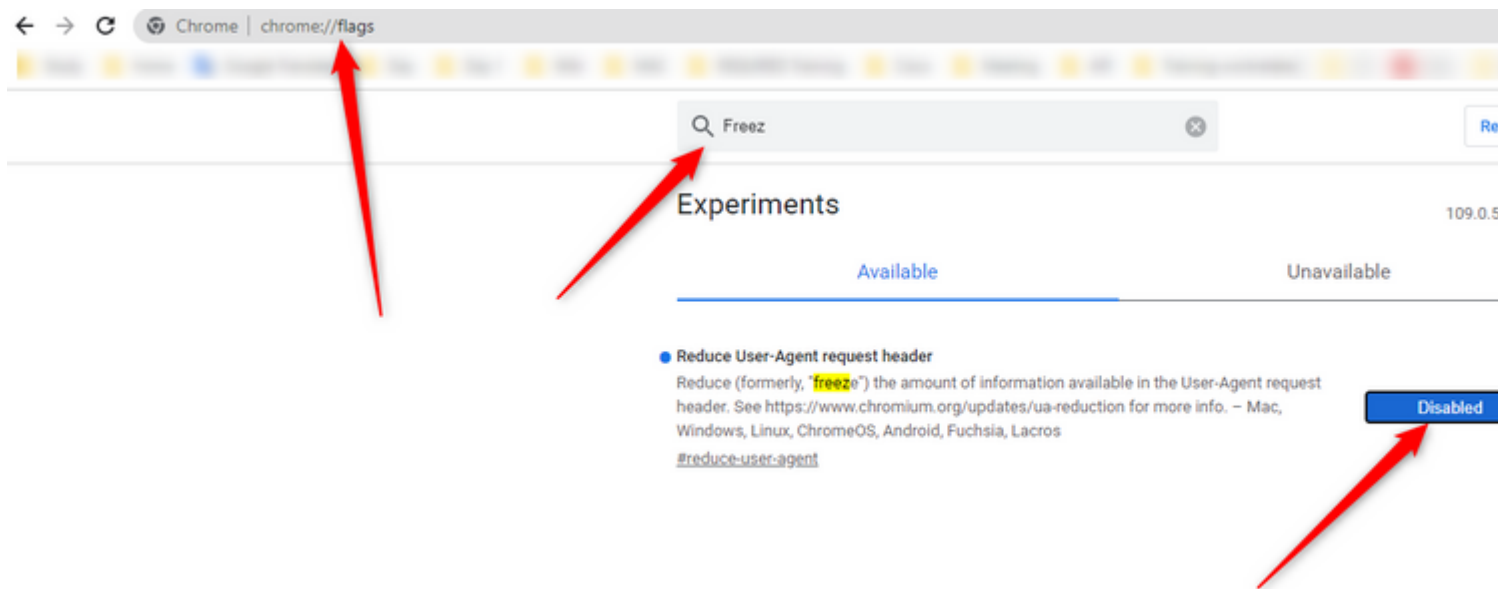 Chrome | chrome://flags
Freez
Re
Experiments
109.0.5
Available Unavailable
Reduce User-Agent request header
Reduce (formerly, "freeze") the amount of information available in the User-Agent request
header. See https://www.chromium.org/updates/ua-reduction for more info. – Mac,
Windows, Linux, ChromeOS, Android, Fuchsia, Lacros
Disabled
#reduce-user-agent